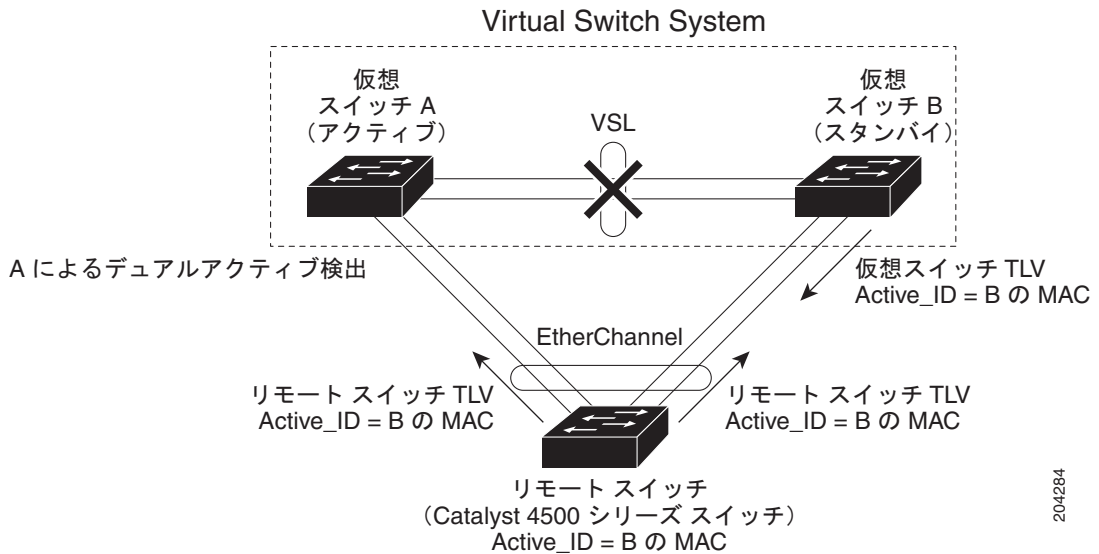 Virtual Switch System
仮想
スイッチ A
（アクティブ）
VSL
仮想
スイッチ B
（スタンバイ）
A によるデュアルアクティブ検出
仮想スイッチ TLV
Active_ID = B の MAC
EtherChannel
リモート スイッチ TLV
Active_ID = B の MAC
リモート スイッチ TLV
Active_ID = B の MAC
リモート スイッチ
（Catalyst 4500 シリーズ スイッチ）
Active_ID = B の MAC
204284